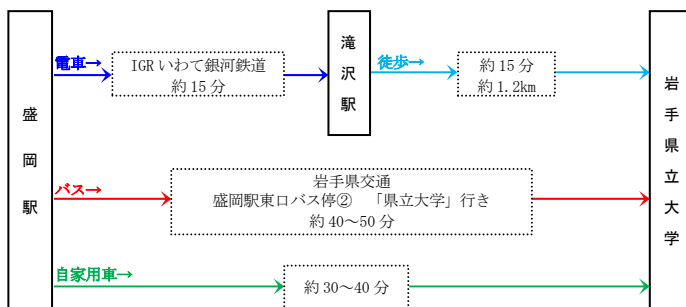 盛岡駅
電車→
IGR いわて銀河鉄道
約 15 分
滝沢駅
徒歩→
約 15 分
約 1.2km
岩手県立大学
バス→
岩手県交通
盛岡駅東口バス停② 「県立大学」行き
約 40～50 分
自家用車→
約 30～40 分